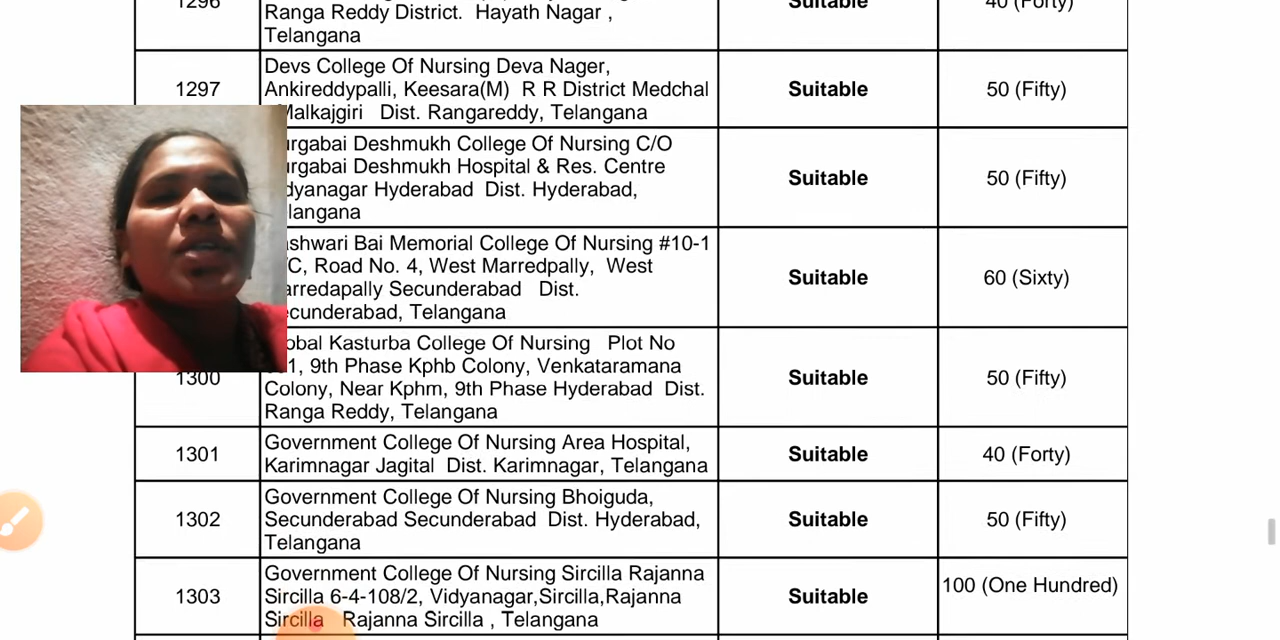 1296
Ranga Reddy District. Hayath Nagar ,
Telangana
Suitable
40 (Forty)
1297
Devs College Of Nursing Deva Nager,
Ankireddypalli, Keesara(M) R R District Medchal
Dist. Rangareddy, Telangana
Suitable
50 (Fifty)
Deshmukh College Of Nursing C/O
Deshmukh Hospital & Res. Centre
Hyderabad Dist. Hyderabad,
Suitable
50 (Fifty)
Bai Memorial College Of Nursing #10-1
Road No. 4, West Marredpally, West
Secunderabad Dist.
Telangana
Suitable
60 (Sixty)
1300
Kasturba College Of Nursing Plot No
9th Phase Kphb Colony, Venkataramana
Colony, Near Kphm, 9th Phase Hyderabad Dist.
Ranga Reddy, Telangana
Suitable
50 (Fifty)
1301
Government College Of Nursing Area Hospital,
Karimnagar Jagital Dist. Karimnagar, Telangana
Suitable
40 (Forty)
1302
Government College Of Nursing Bhoiguda,
Secunderabad Secunderabad Dist. Hyderabad,
Telangana
Suitable
50 (Fifty)
1303
Government College Of Nursing Sircilla Rajanna
Sircilla 6-4-108/2, Vidyanagar,Sircilla,Rajanna
Sircilla Rajanna Sircilla , Telangana
Suitable
100 (One Hundred)